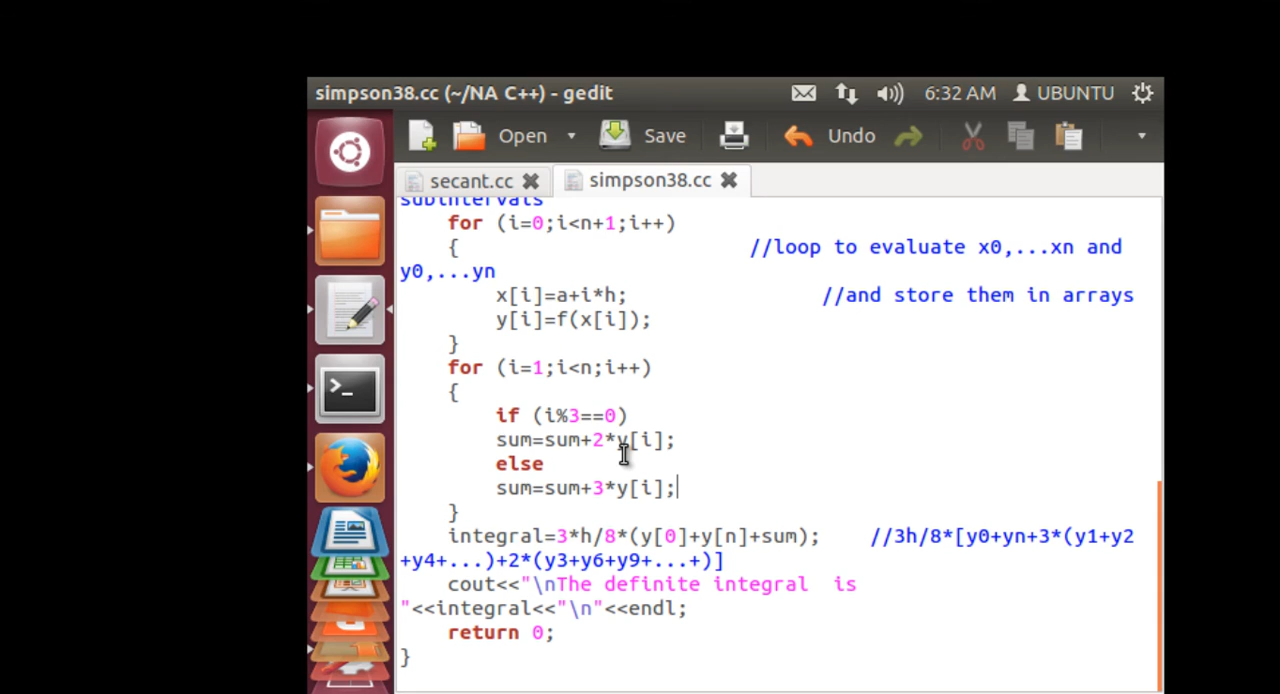 simpson38.cc (~/NA C++) - gedit 6:32 AM UBUNTU
Open Save Undo
secant.cc simpson38.cc
subintervals
for (i=0;i<n+1;i++)
{ //loop to evaluate x0,...xn and
y0,...yn
x[i]=a+i*h; //and store them in arrays
y[i]=f(x[i]);
}
for (i=1;i<n;i++)
{
if (i%3==0)
sum=sum+2*y[i];
else
sum=sum+3*y[i];
}
integral=3*h/8*(y[0]+y[n]+sum); //3h/8*[y0+yn+3*(y1+y2
+y4+...)+2*(y3+y6+y9+...+)]
cout<<"\nThe definite integral  is
"<<integral<<"\n"<<endl;
return 0;
}